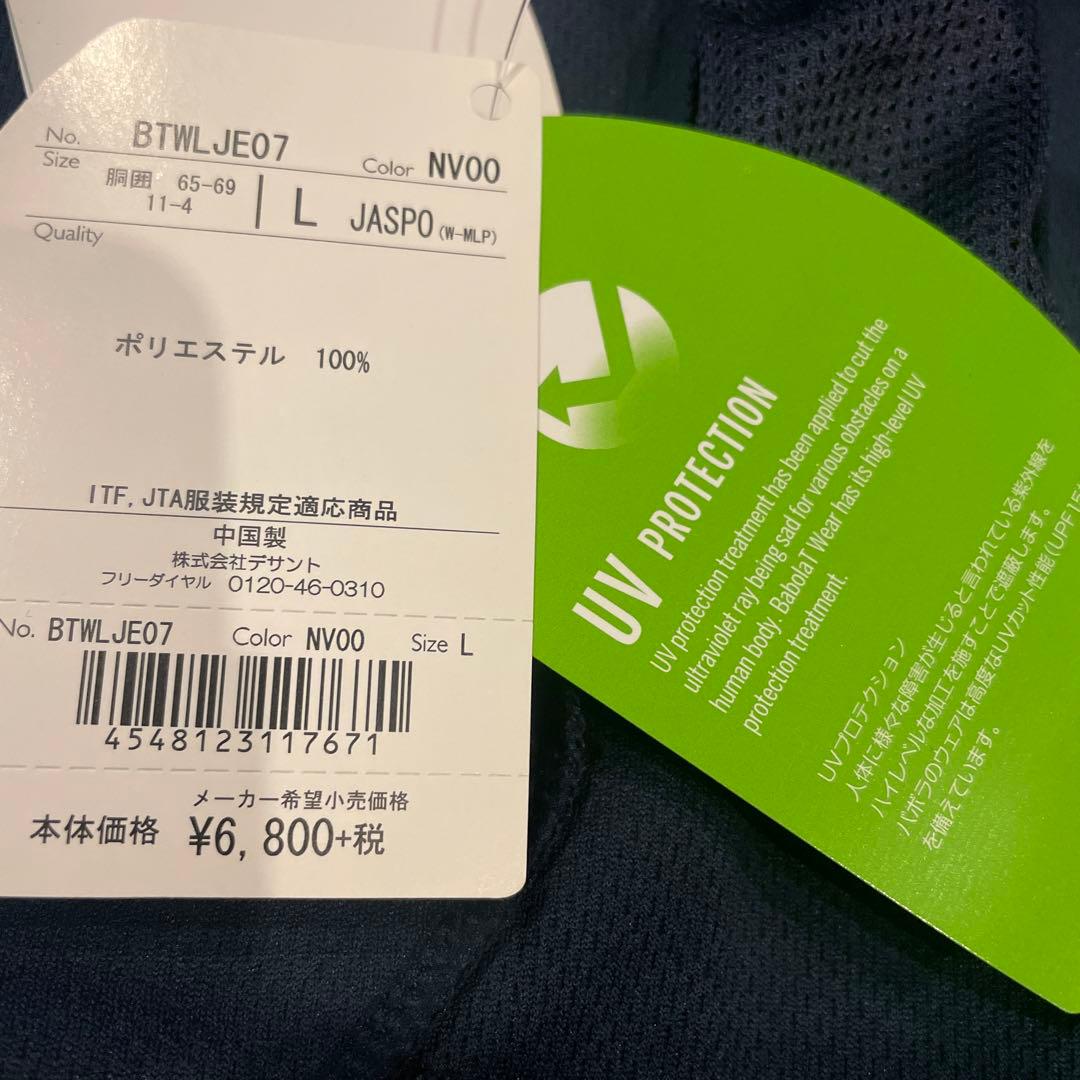 No. BTWLJE07 Color NV00
Size 胴囲 65-69
11-4 L JASPO (W-MLP)
Quality
ポリエステル 100%
ITF, JTA服装規定適応商品
中国製
株式会社デサント
フリーダイヤル 0120-46-0310
No. BTWLJE07 Color NV00 Size L
4548123117671
メーカー希望小売価格
本体価格 ¥6,800+税
UV PROTECTION
UV protection treatment has been applied to cut the
ultraviolet ray being sad for various obstacles on a
human body. BabolaT Wear has its high-level UV
protection treatment.
UVプロテクション
人体に様々な障害が生じると言われている紫外線を
ハイレベルな加工を施すことで遮蔽します。
バボラのウェアは高度なUVカット性能(UPF15
を備えています。